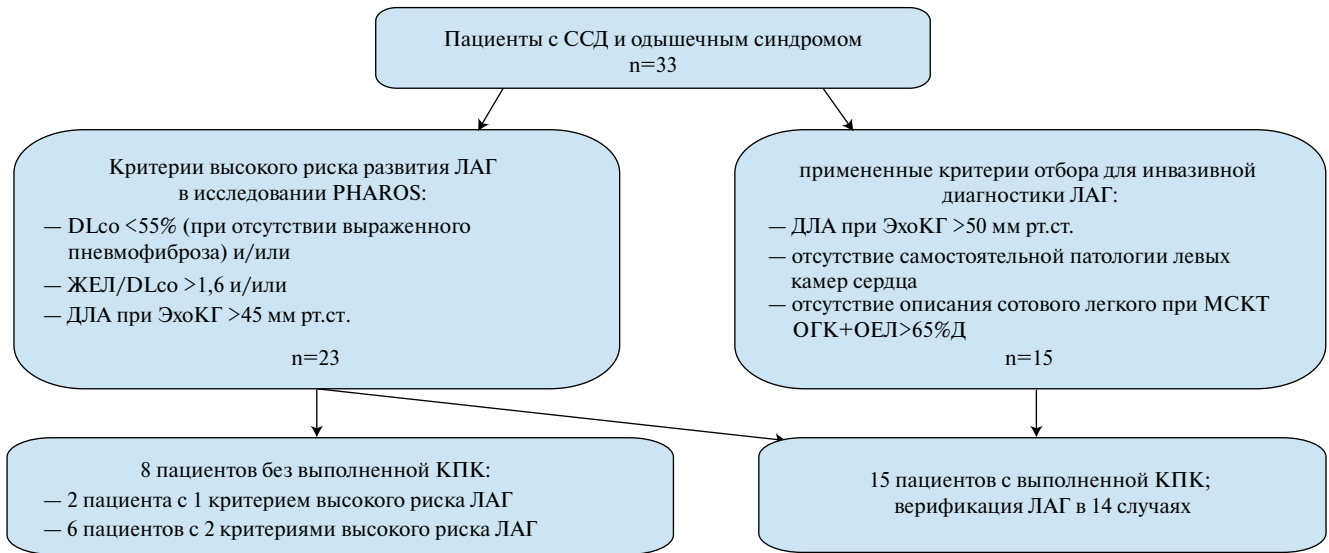 Пациенты с ССД и одышечным синдромом
n=33
Критерии высокого риска развития ЛАГ
в исследовании PHAROS:
— DLco <55% (при отсутствии выраженного
пневмофиброза) и/или
— ЖЕЛ/DLco >1,6 и/или
— ДЛА при ЭхоКГ >45 мм рт.ст.
n=23
примененные критерии отбора для инвазивной
диагностики ЛАГ:
— ДЛА при ЭхоКГ >50 мм рт.ст.
— отсутствие самостоятельной патологии левых
камер сердца
— отсутствие описания сотового легкого при МСКТ
ОГК+ОЕЛ>65%Д
n=15
8 пациентов без выполненной КПК:
— 2 пациента с 1 критерием высокого риска ЛАГ
— 6 пациентов с 2 критериями высокого риска ЛАГ
15 пациентов с выполненной КПК;
верификация ЛАГ в 14 случаях